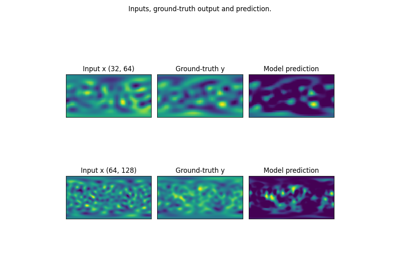 Inputs, ground-truth output and prediction.
Input x (32, 64) Ground-truth y Model prediction
Input x (64, 128) Ground-truth y Model prediction